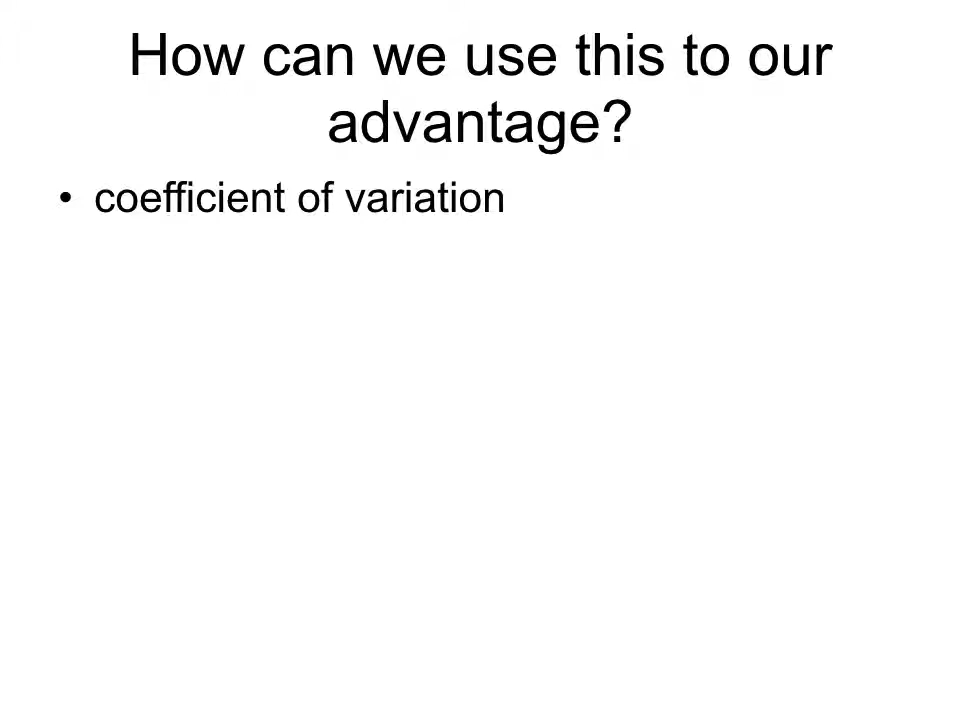 How can we use this to our
advantage?
• coefficient of variation